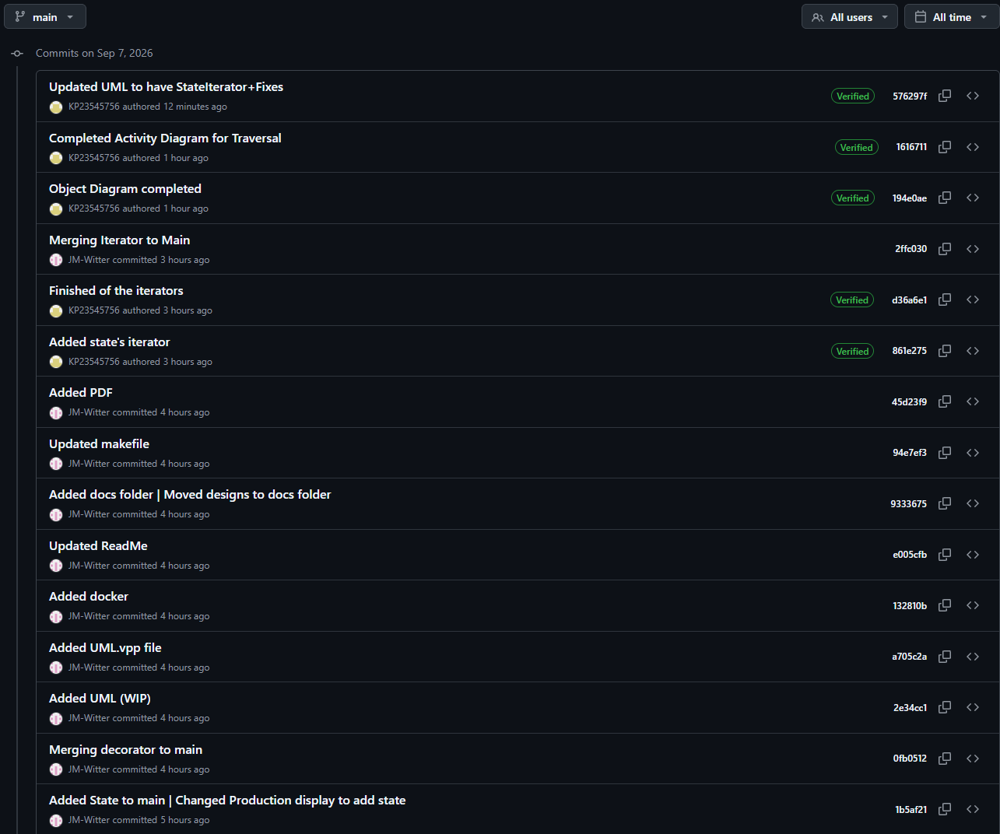 main
All users
All time
Commits on Sep 7, 2026
Updated UML to have StateIterator+Fixes
KP23545756 authored 12 minutes ago
Verified
576297f
Completed Activity Diagram for Traversal
KP23545756 authored 1 hour ago
Verified
1616711
Object Diagram completed
KP23545756 authored 1 hour ago
Verified
194e0ae
Merging Iterator to Main
JM-Witter committed 3 hours ago
2ffc030
Finished of the iterators
KP23545756 authored 3 hours ago
Verified
d36a6e1
Added state's iterator
KP23545756 authored 3 hours ago
Verified
861e275
Added PDF
JM-Witter committed 4 hours ago
45d23f9
Updated makefile
JM-Witter committed 4 hours ago
94e7ef3
Added docs folder | Moved designs to docs folder
JM-Witter committed 4 hours ago
9333675
Updated ReadMe
JM-Witter committed 4 hours ago
e005cfb
Added docker
JM-Witter committed 4 hours ago
132810b
Added UML.vpp file
JM-Witter committed 4 hours ago
a705c2a
Added UML (WIP)
JM-Witter committed 4 hours ago
2e34cc1
Merging decorator to main
JM-Witter committed 4 hours ago
0fb0512
Added State to main | Changed Production display to add state
JM-Witter committed 5 hours ago
1b5af21